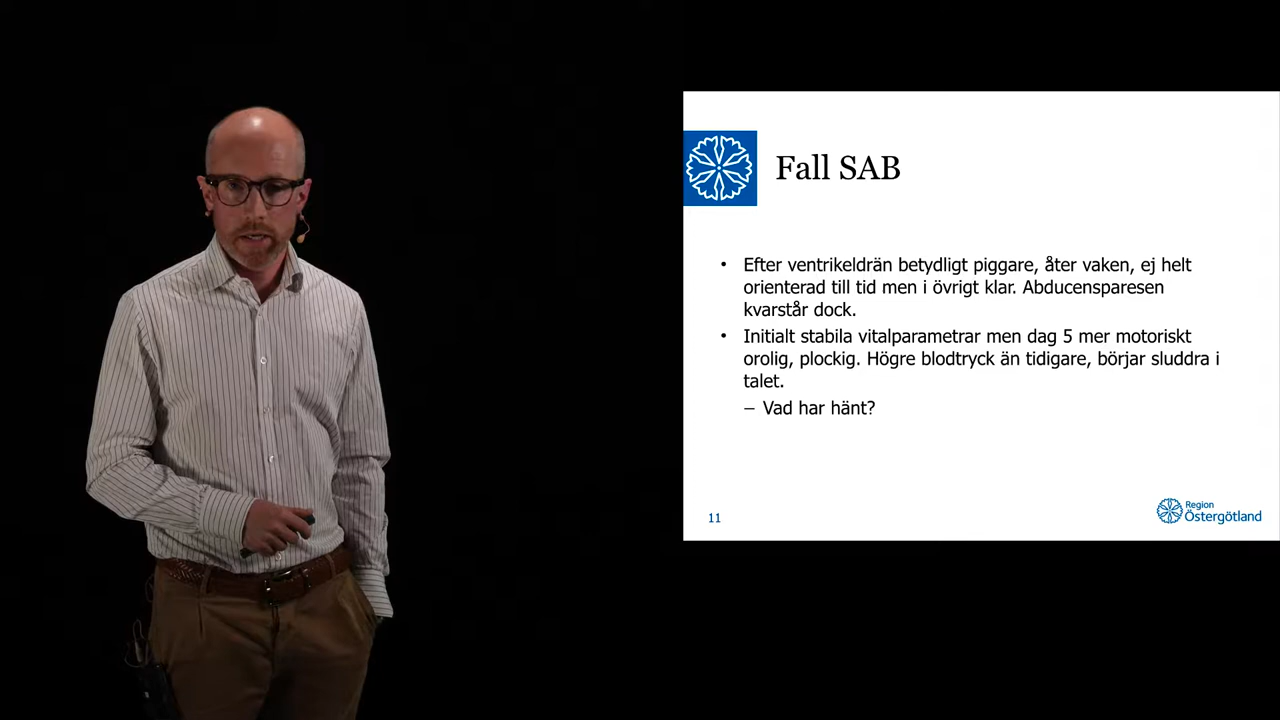 Fall SAB
• Efter ventrikeldrän betydligt piggare, åter vaken, ej helt
orienterad till tid men i övrigt klar. Abducensparesen
kvarstår dock.
• Initialt stabila vitalparametrar men dag 5 mer motoriskt
orolig, plockig. Högre blodtryck än tidigare, börjar sluddra i
talet.
– Vad har hänt?
11
Region
Östergötland